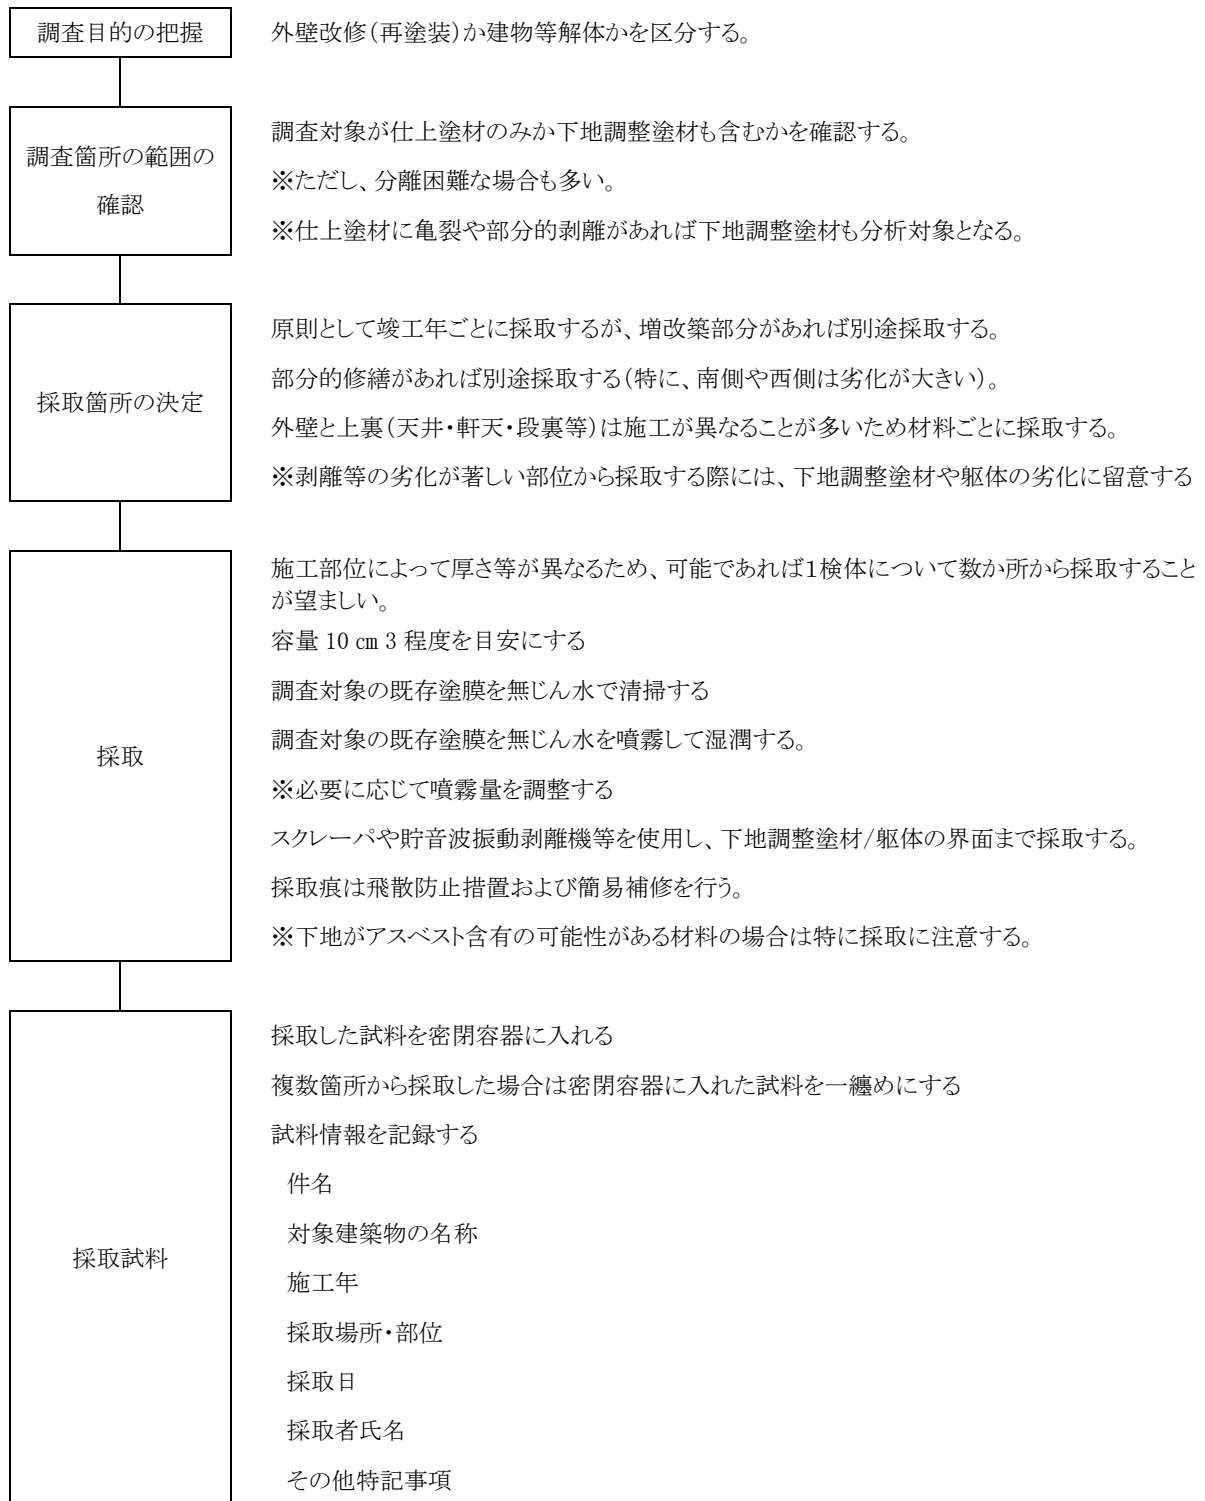 調査目的の把握
外壁改修(再塗装)か建物等解体かを区分する。
調査箇所の範囲の
確認
調査対象が仕上塗材のみか下地調整塗材も含むかを確認する。
※ただし、分離困難な場合も多い。
※仕上塗材に亀裂や部分的剥離があれば下地調整塗材も分析対象となる。
採取箇所の決定
原則として竣工年ごとに採取するが、増改築部分があれば別途採取する。
部分的修繕があれば別途採取する(特に、南側や西側は劣化が大きい)。
外壁と上裏(天井・軒天・段裏等)は施工が異なることが多いため材料ごとに採取する。
※剥離等の劣化が著しい部位から採取する際には、下地調整塗材や躯体の劣化に留意する
採取
施工部位によって厚さ等が異なるため、可能であれば1検体について数か所から採取すること
が望ましい。
容量 10 ㎝ 3 程度を目安にする
調査対象の既存塗膜を無じん水で清掃する
調査対象の既存塗膜を無じん水を噴霧して湿潤する。
※必要に応じて噴霧量を調整する
スクレーパや貯音波振動剥離機等を使用し、下地調整塗材/躯体の界面まで採取する。
採取痕は飛散防止措置および簡易補修を行う。
※下地がアスベスト含有の可能性がある材料の場合は特に採取に注意する。
採取試料
採取した試料を密閉容器に入れる
複数箇所から採取した場合は密閉容器に入れた試料を一纏めにする
試料情報を記録する
件名
対象建築物の名称
施工年
採取場所・部位
採取日
採取者氏名
その他特記事項